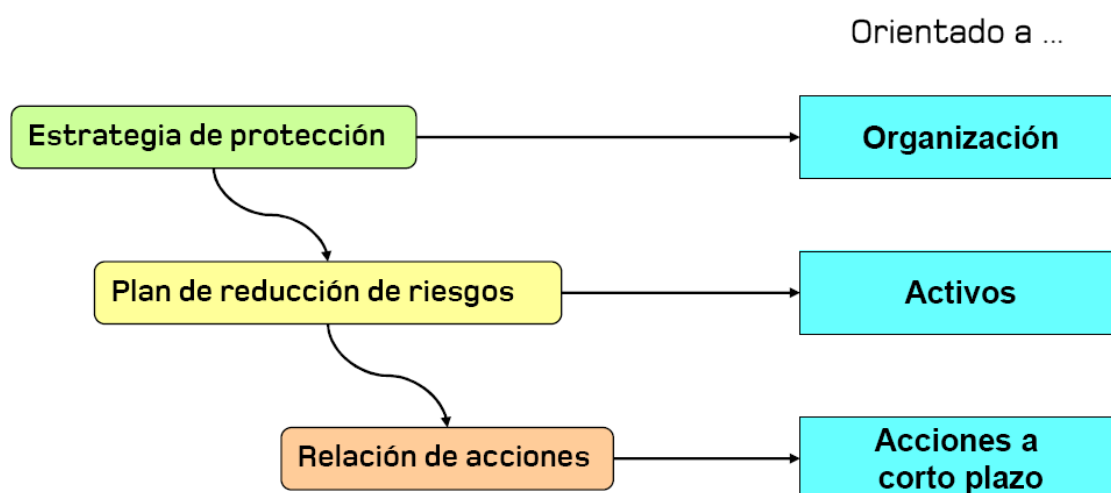 Orientado a ...
Estrategia de protección
Organización
Plan de reducción de riesgos
Activos
Relación de acciones
Acciones a
corto plazo